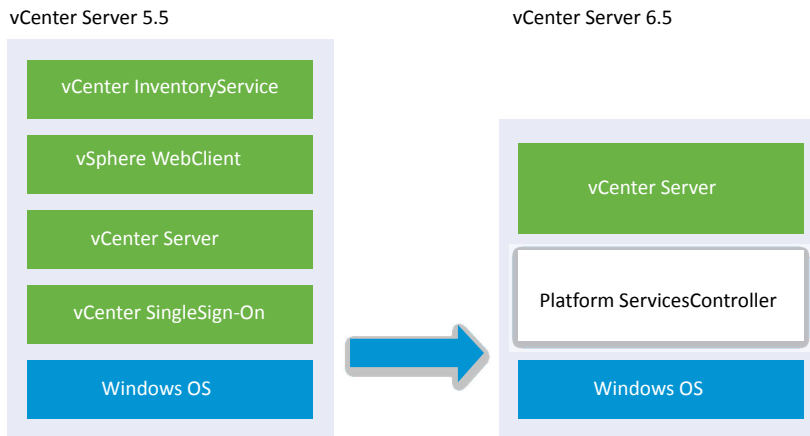 vCenter Server 5.5
vCenter InventoryService
vSphere WebClient
vCenter Server
vCenter SingleSign-On
Windows OS
vCenter Server 6.5
vCenter Server
Platform ServicesController
Windows OS